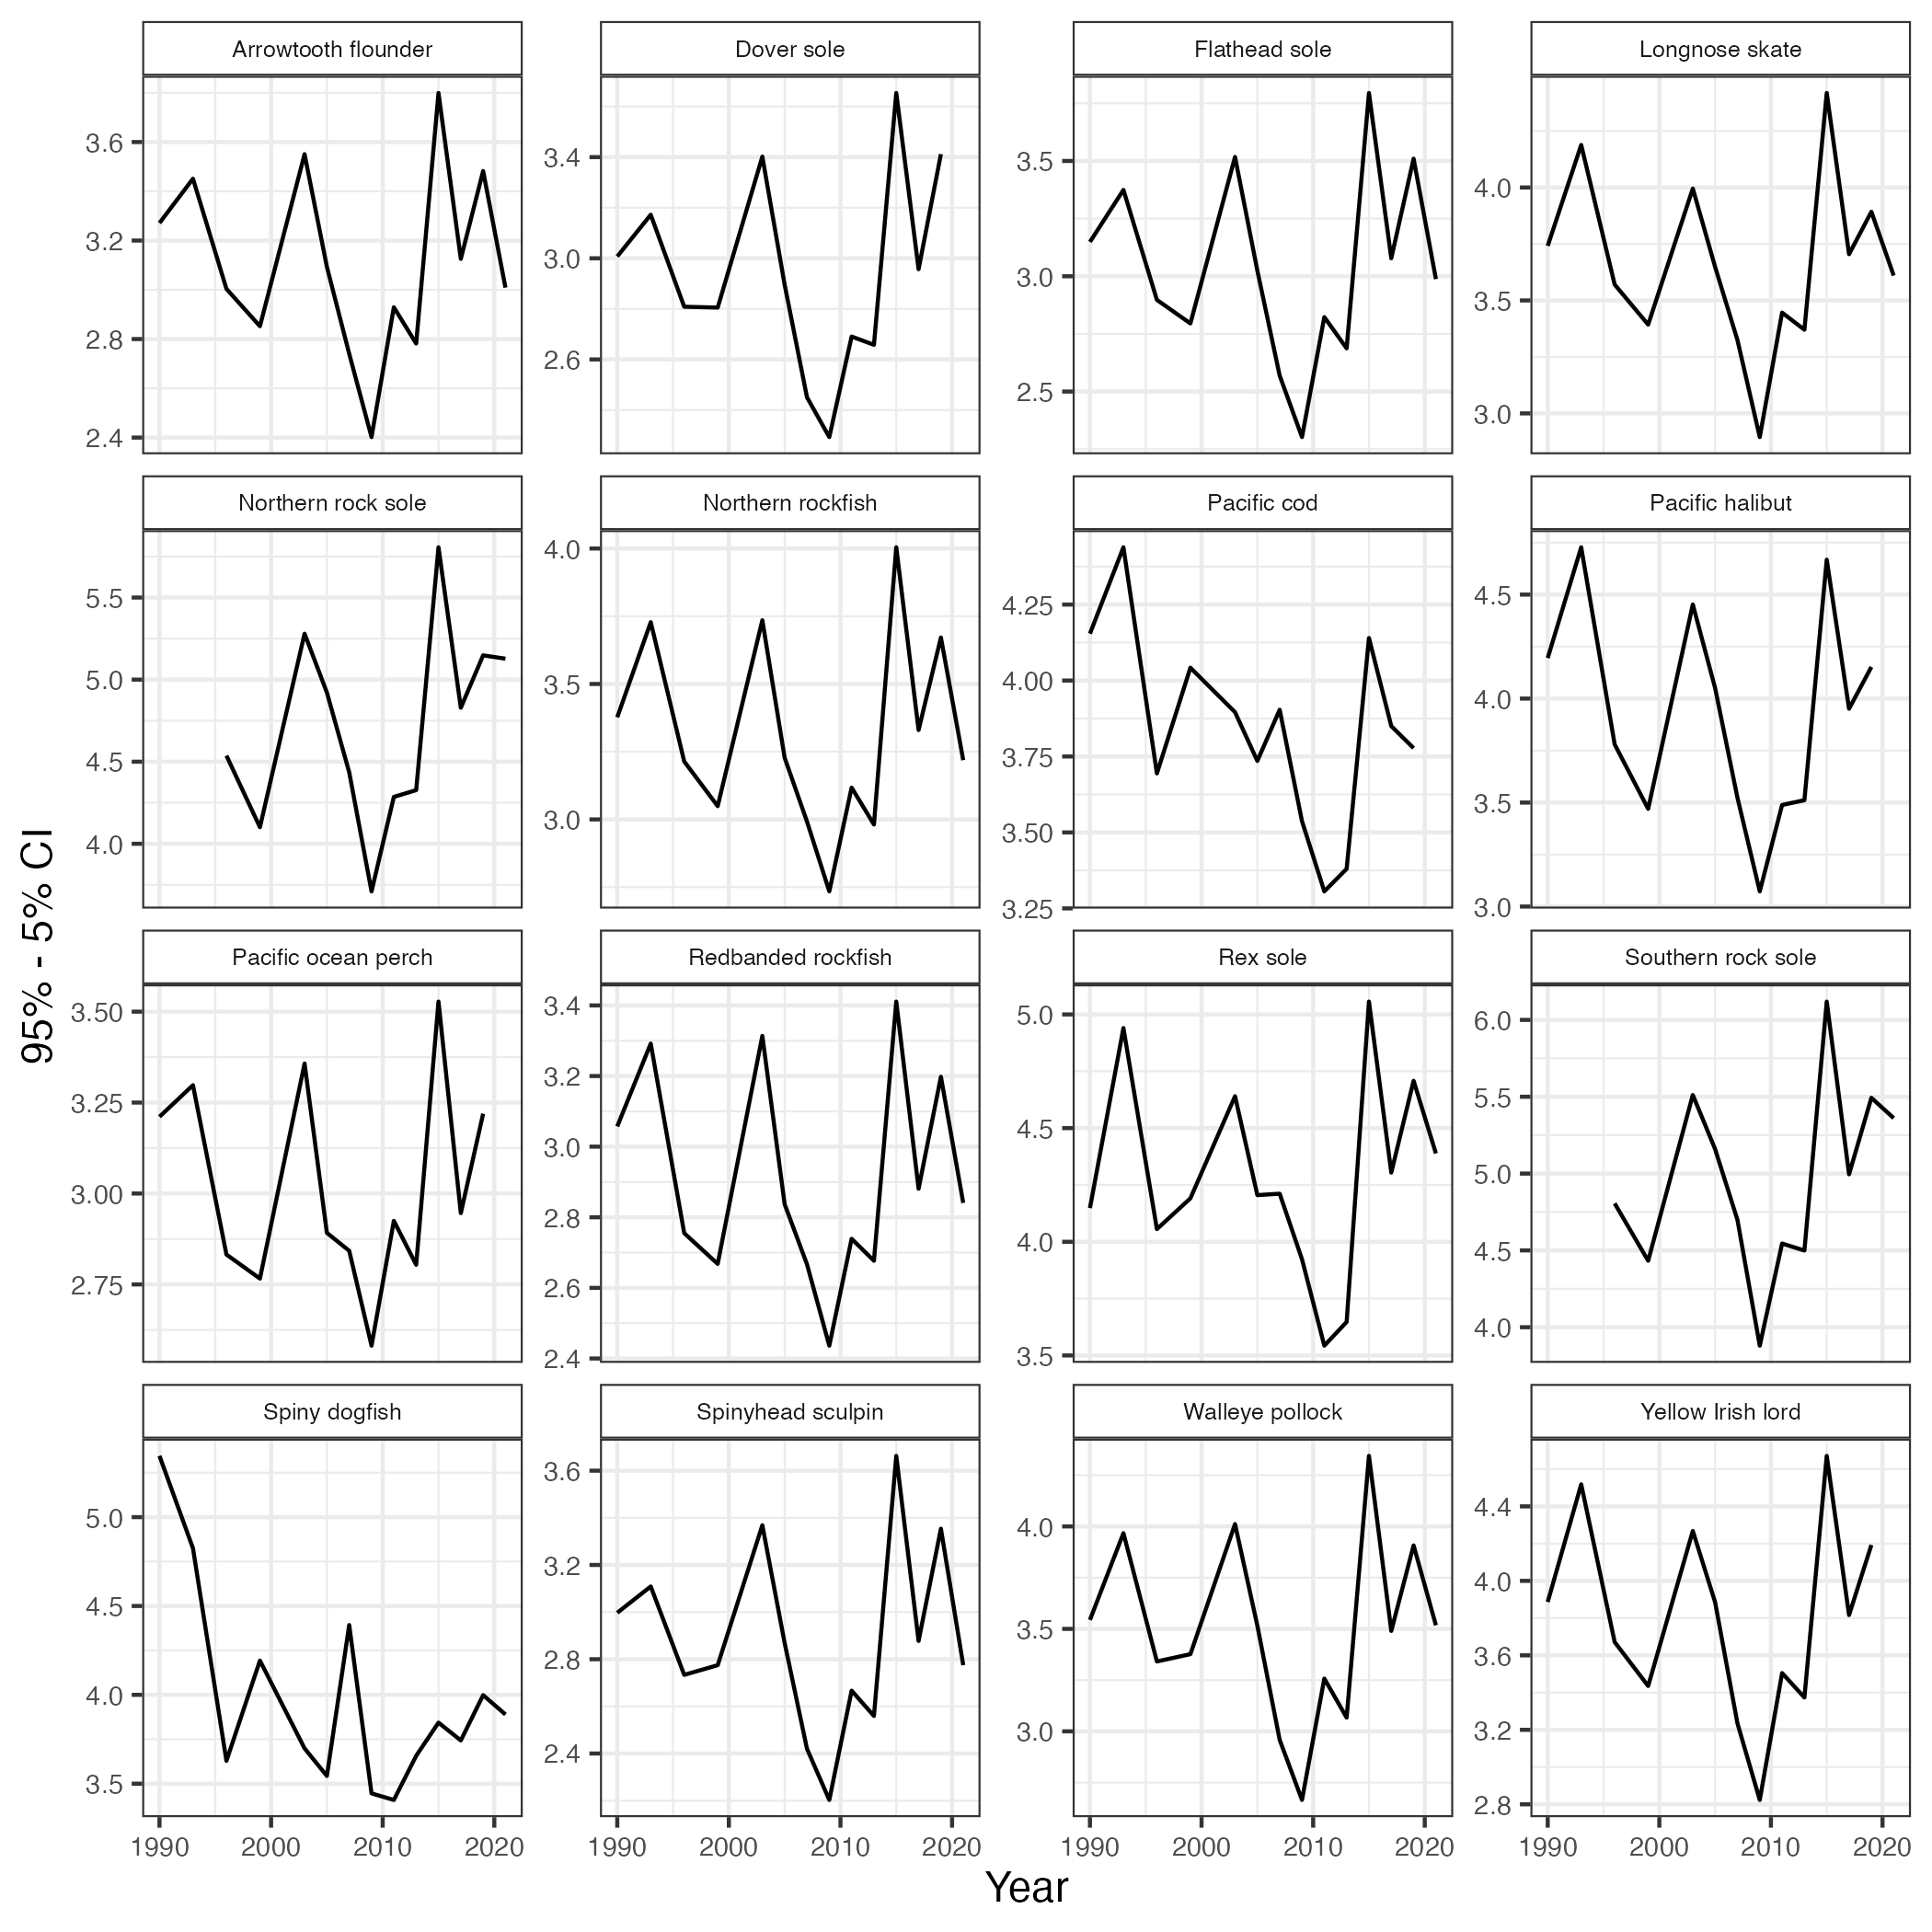 Arrowtooth flounder
Dover sole
Flathead sole
Longnose skate
3.6
3.2
2.8
2.4
3.4
3.0
2.6
3.5
3.0
2.5
4.0
3.5
3.0
Northern rock sole
Northern rockfish
Pacific cod
Pacific halibut
5.5
5.0
4.5
4.0
4.0
3.5
3.0
4.25
4.00
3.75
3.50
3.25
4.5
4.0
3.5
3.0
95% - 5% CI
Pacific ocean perch
Redbanded rockfish
Rex sole
Southern rock sole
3.50
3.25
3.00
2.75
3.4
3.2
3.0
2.8
2.6
2.4
5.0
4.5
4.0
3.5
6.0
5.5
5.0
4.5
4.0
Spiny dogfish
Spinyhead sculpin
Walleye pollock
Yellow Irish lord
5.0
4.5
4.0
3.5
3.6
3.2
2.8
2.4
4.0
3.5
3.0
4.4
4.0
3.6
3.2
2.8
1990 2000 2010 2020
1990 2000 2010 2020
1990 2000 2010 2020
1990 2000 2010 2020
Year